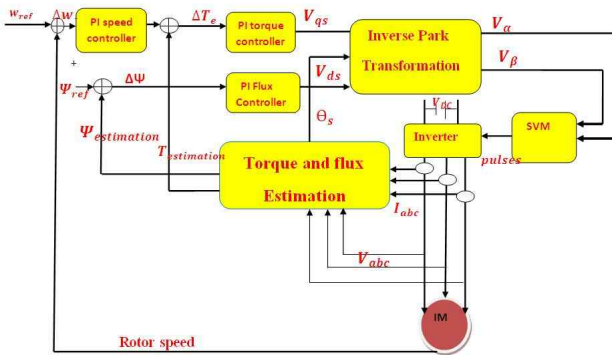 w_ref
Δw
PI speed
controller
ΔT_e
PI torque
controller
V_qs
Inverse Park
Transformation
V_α
V_β
+
Ψ_ref
ΔΨ
PI Flux
Controller
V_ds
Θ_s
V_dc
Inverter
SVM
pulses
Ψ_estimation
T_estimation
Torque and flux
Estimation
I_abc
V_abc
IM
Rotor speed